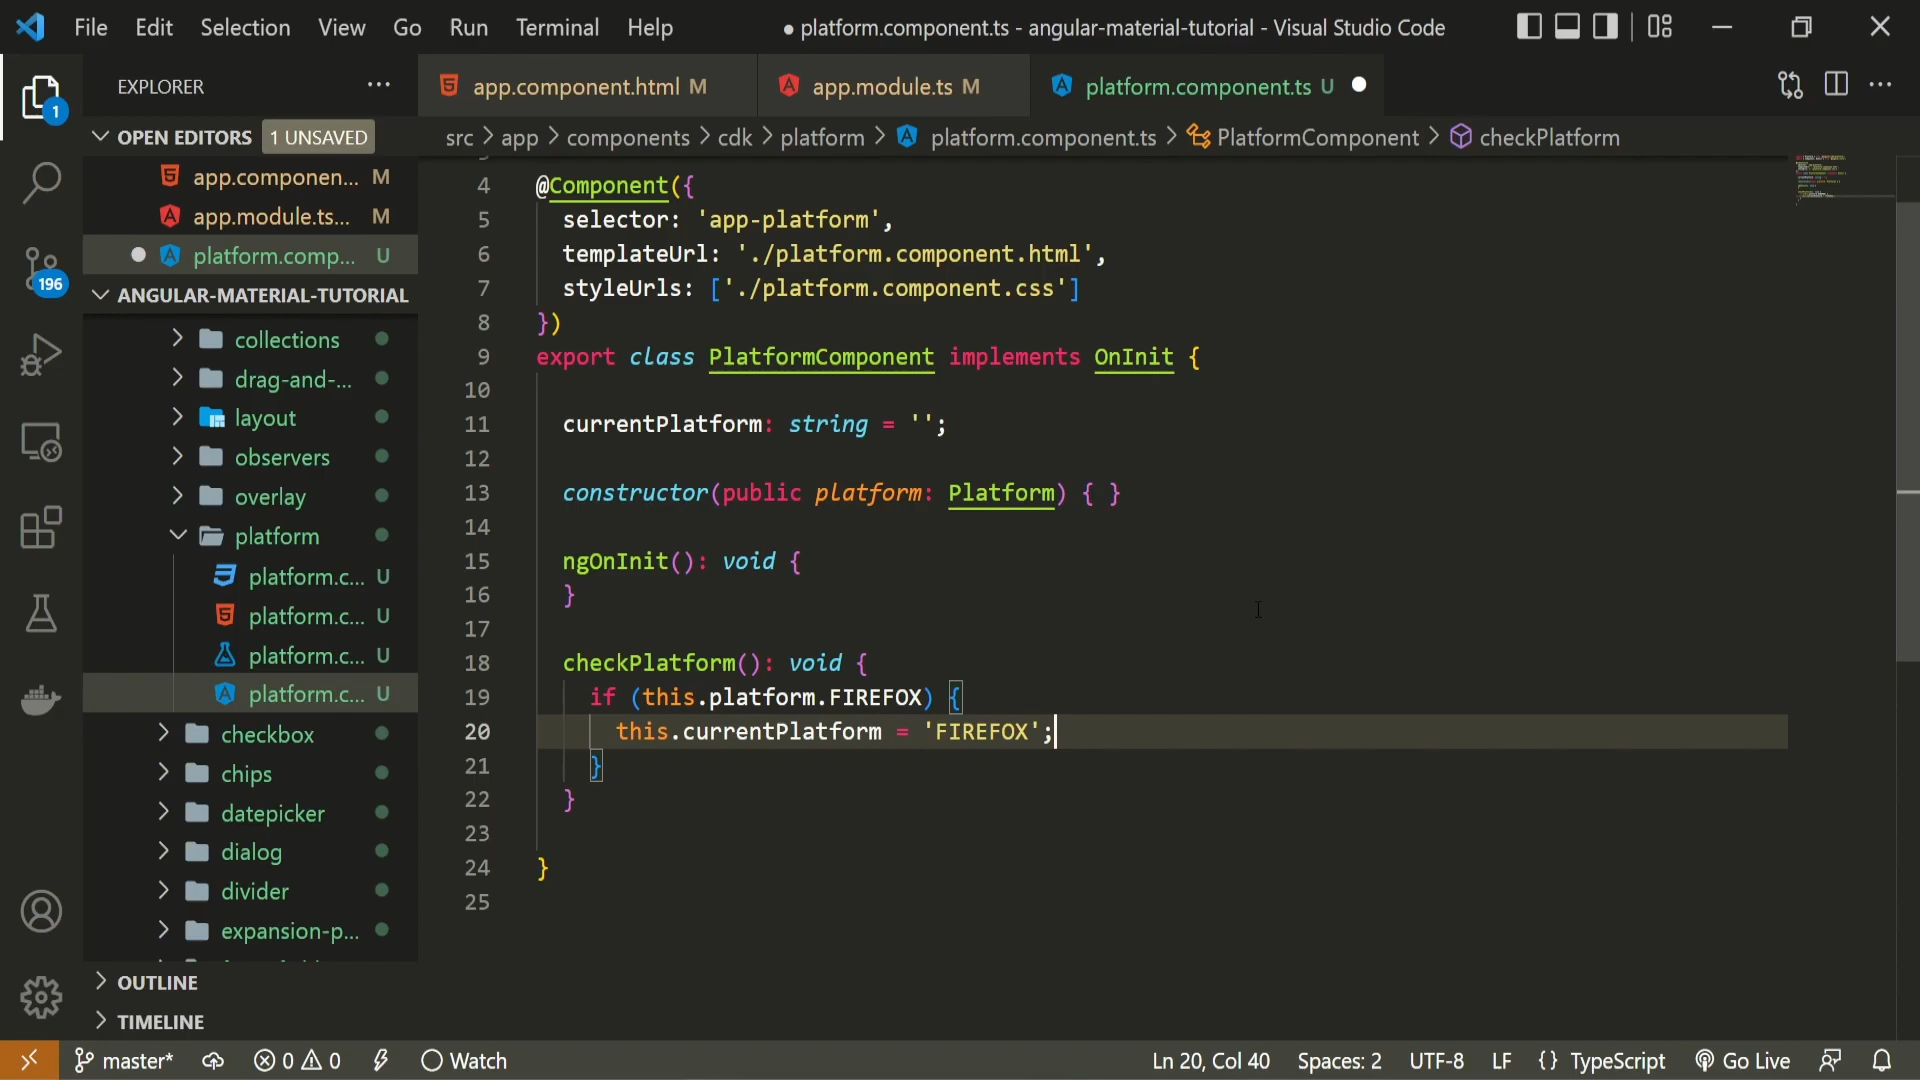 File Edit Selection View Go Run Terminal Help
● platform.component.ts - angular-material-tutorial - Visual Studio Code
EXPLORER
app.component.html M
app.module.ts M
platform.component.ts U
1
OPEN EDITORS 1 UNSAVED
src > app > components > cdk > platform > platform.component.ts > PlatformComponent > checkPlatform
app.componen... M
app.module.ts... M
platform.comp... U
196
ANGULAR-MATERIAL-TUTORIAL
collections
drag-and-...
layout
observers
overlay
platform
platform.c... U
platform.c... U
platform.c... U
platform.c... U
checkbox
chips
datepicker
dialog
divider
expansion-p...
OUTLINE
TIMELINE
4 @Component({
5 selector: 'app-platform',
6 templateUrl: './platform.component.html',
7 styleUrls: ['./platform.component.css']
8 })
9 export class PlatformComponent implements OnInit {
10
11 currentPlatform: string = '';
12
13 constructor(public platform: Platform) { }
14
15 ngOnInit(): void {
16 }
17
18 checkPlatform(): void {
19 if (this.platform.FIREFOX) {
20 this.currentPlatform = 'FIREFOX';
21 }
22 }
23
24 }
25
master* 0 0 Watch
Ln 20, Col 40 Spaces: 2 UTF-8 LF {} TypeScript Go Live